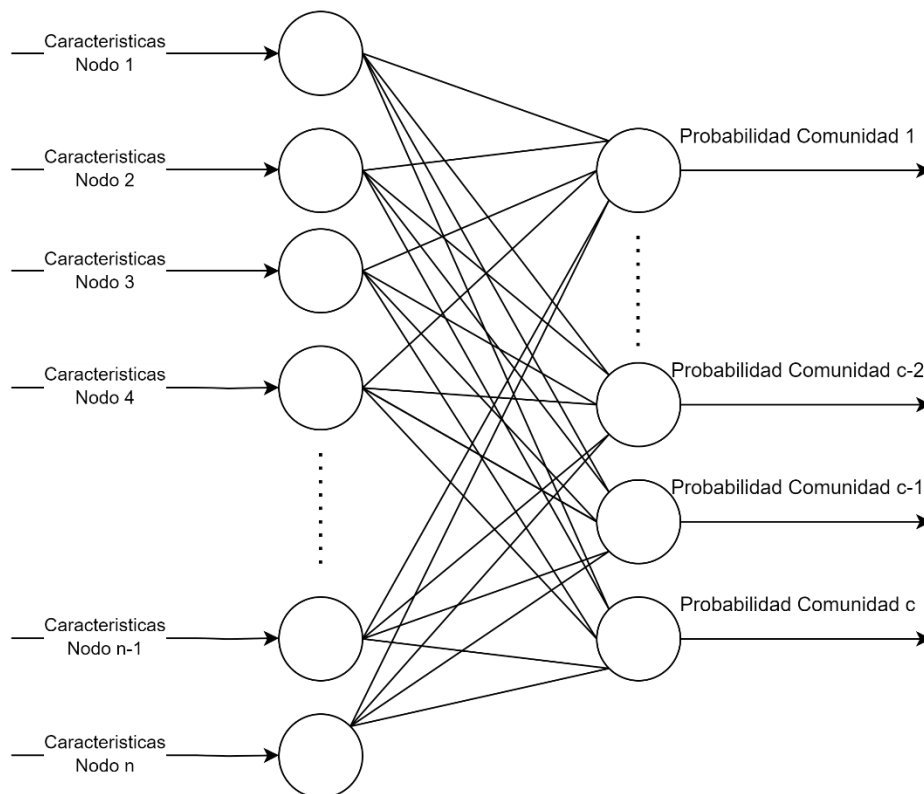 Caracteristicas
Nodo 1
Caracteristicas
Nodo 2
Caracteristicas
Nodo 3
Caracteristicas
Nodo 4
Caracteristicas
Nodo n-1
Caracteristicas
Nodo n
Probabilidad Comunidad 1
Probabilidad Comunidad c-2
Probabilidad Comunidad c-1
Probabilidad Comunidad c